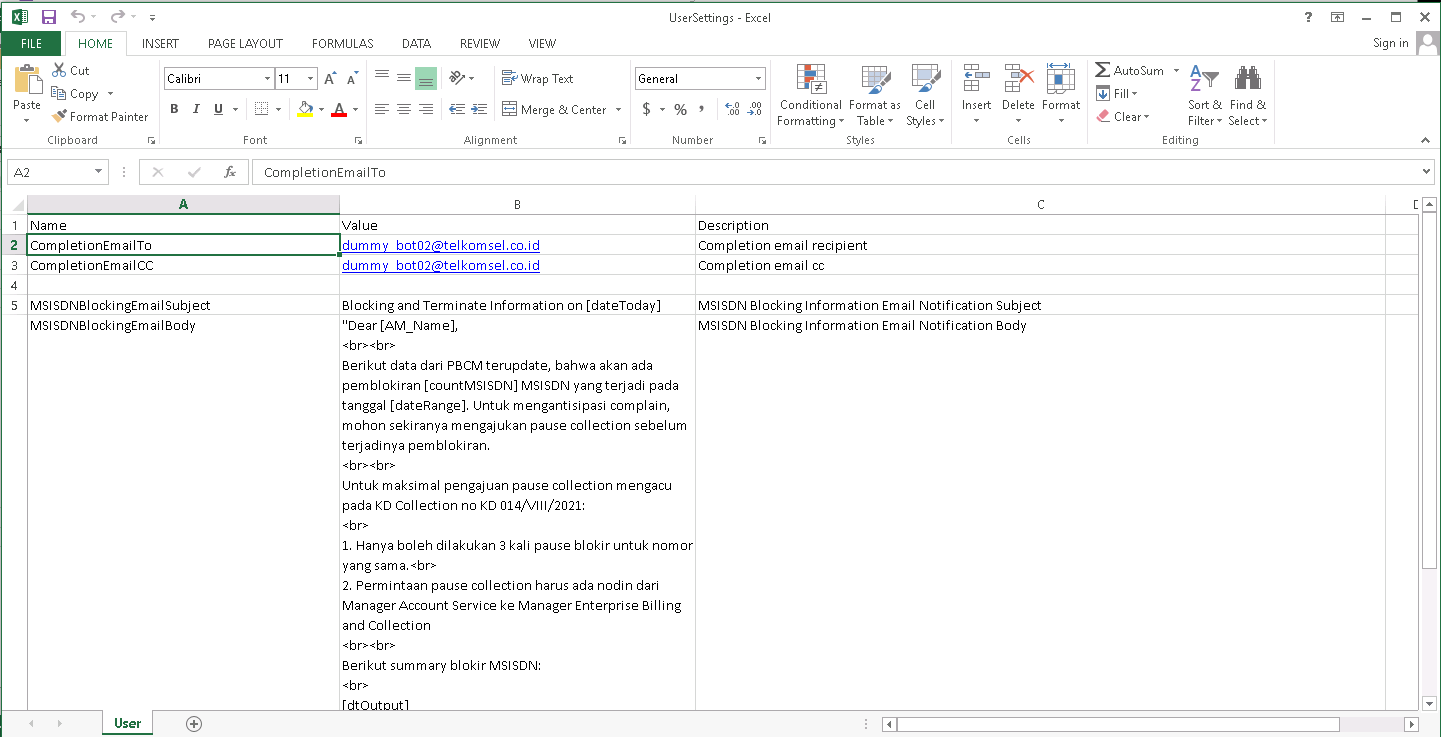 UserSettings - Excel
?
FILE HOME INSERT PAGE LAYOUT FORMULAS DATA REVIEW VIEW Sign in
Paste
Cut
Copy
Format Painter
Clipboard
Calibri 11 A A
B I U A
Font
Wrap Text
Merge & Center
Alignment
General
$ % , .00 .0
Number
Conditional Formatting
Format as Table
Cell Styles
Styles
Insert
Delete
Format
Cells
AutoSum
Fill
Clear
Sort & Filter
Find & Select
Editing
A2 fx CompletionEmailTo
A B C
1 Name Value Description
2 CompletionEmailTo dummy_bot02@telkomsel.co.id Completion email recipient
3 CompletionEmailCC dummy_bot02@telkomsel.co.id Completion email cc
4
5 MSISDNBlockingEmailSubject Blocking and Terminate Information on [dateToday] MSISDN Blocking Information Email Notification Subject
MSISDNBlockingEmailBody "Dear [AM_Name], MSISDN Blocking Information Email Notification Body
<br><br>
Berikut data dari PBCM terupdate, bahwa akan ada
pemblokiran [countMSISDN] MSISDN yang terjadi pada
tanggal [dateRange]. Untuk mengantisipasi complain,
mohon sekiranya mengajukan pause collection sebelum
terjadinya pemblokiran.
<br><br>
Untuk maksimal pengajuan pause collection mengacu
pada KD Collection no KD 014/VIII/2021:
<br>
1. Hanya boleh dilakukan 3 kali pause blokir untuk nomor
yang sama.<br>
2. Permintaan pause collection harus ada nodin dari
Manager Account Service ke Manager Enterprise Billing
and Collection
<br><br>
Berikut summary blokir MSISDN:
<br>
[dtOutput]
User